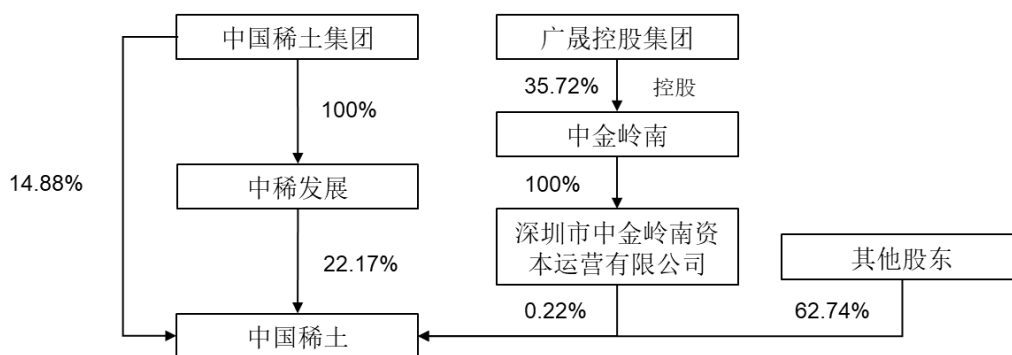 中国稀土集团
广晟控股集团
35.72%
控股
100%
中金岭南
14.88%
中稀发展
100%
深圳市中金岭南资
本运营有限公司
22.17%
其他股东
0.22%
62.74%
中国稀土